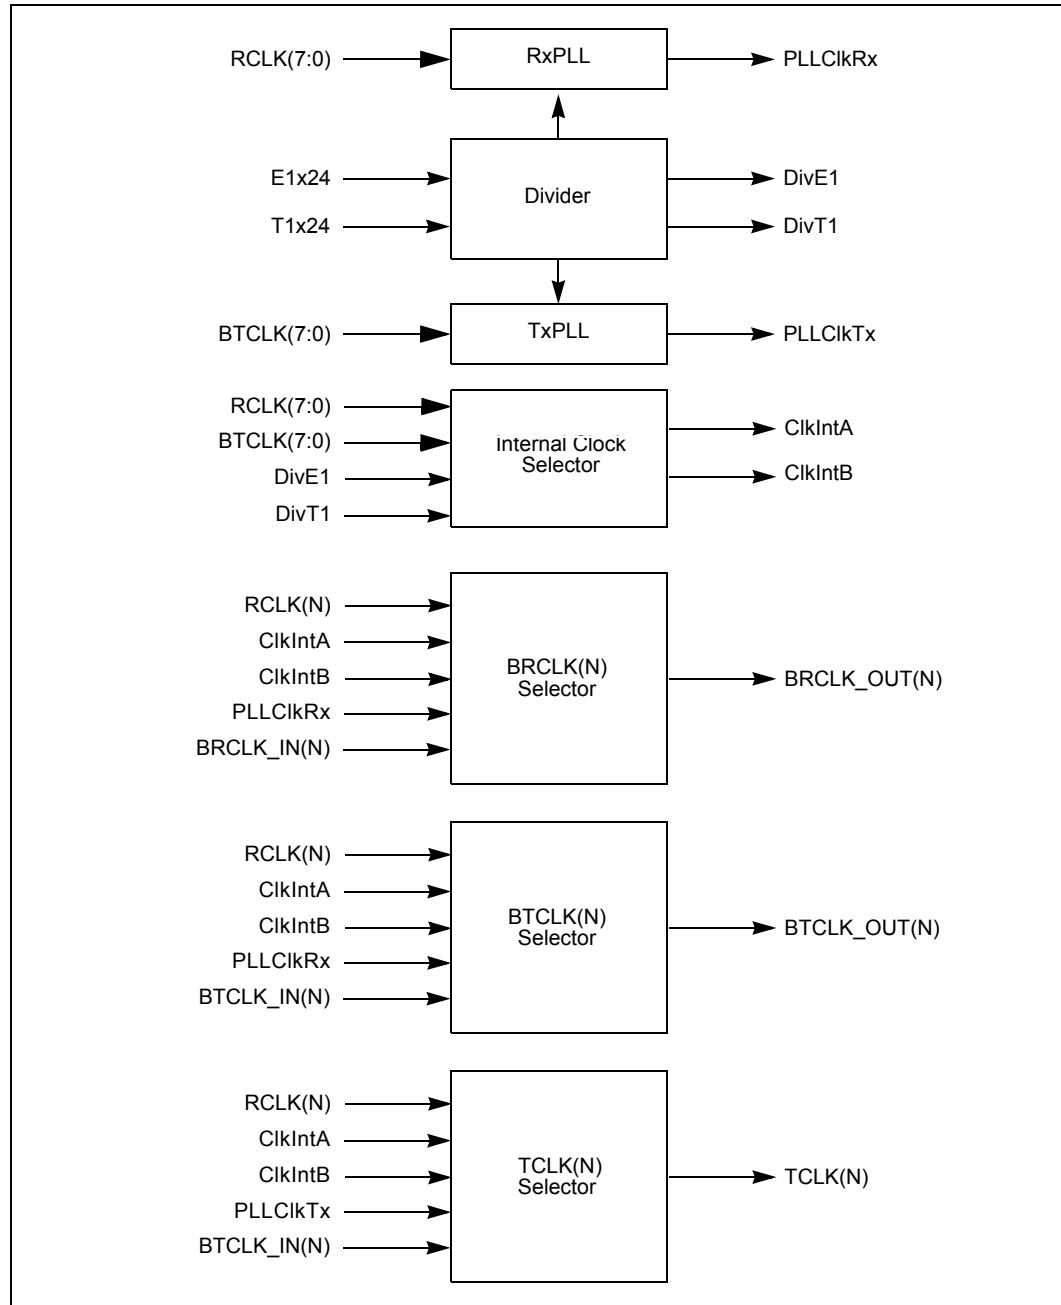 RCLK(7:0)
RxPLL
PLLClkRx
E1x24
Divider
DivE1
T1x24
DivT1
BTCLK(7:0)
TxPLL
PLLClkTx
RCLK(7:0)
BTCLK(7:0)
DivE1
DivT1
Internal Clock
Selector
ClkIntA
ClkIntB
RCLK(N)
ClkIntA
ClkIntB
PLLClkRx
BRCLK_IN(N)
BRCLK(N)
Selector
BRCLK_OUT(N)
RCLK(N)
ClkIntA
ClkIntB
PLLClkRx
BTCLK_IN(N)
BTCLK(N)
Selector
BTCLK_OUT(N)
RCLK(N)
ClkIntA
ClkIntB
PLLClkTx
BTCLK_IN(N)
TCLK(N)
Selector
TCLK(N)